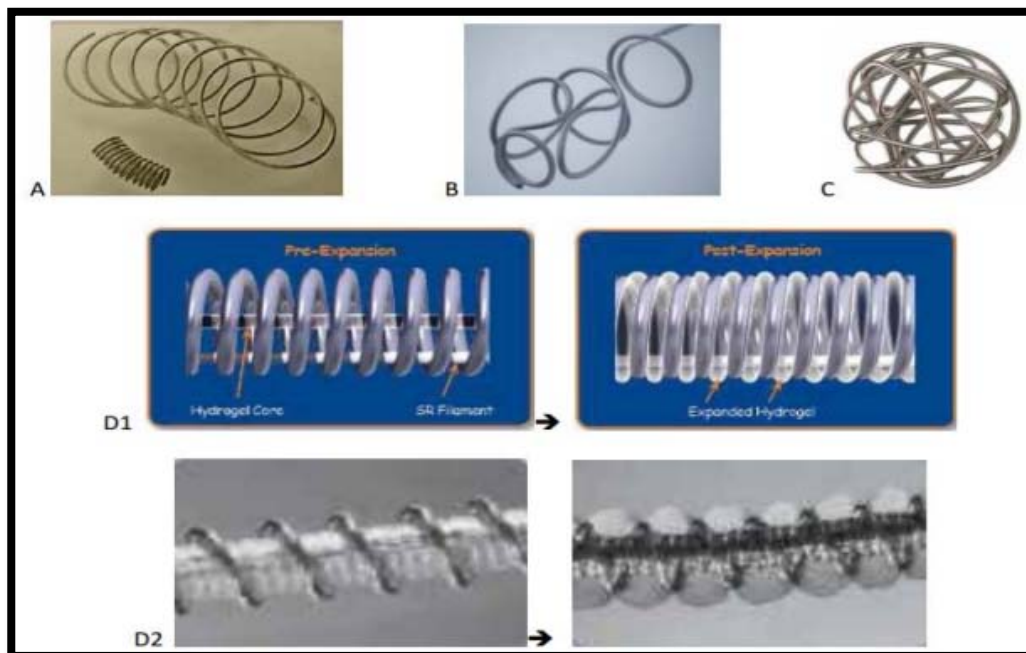 A
B
C
Pre-Expansion
Post-Expansion
Hydrogel Core
SR Filament
Expanded Hydrogel
D1
➔
D2
➔